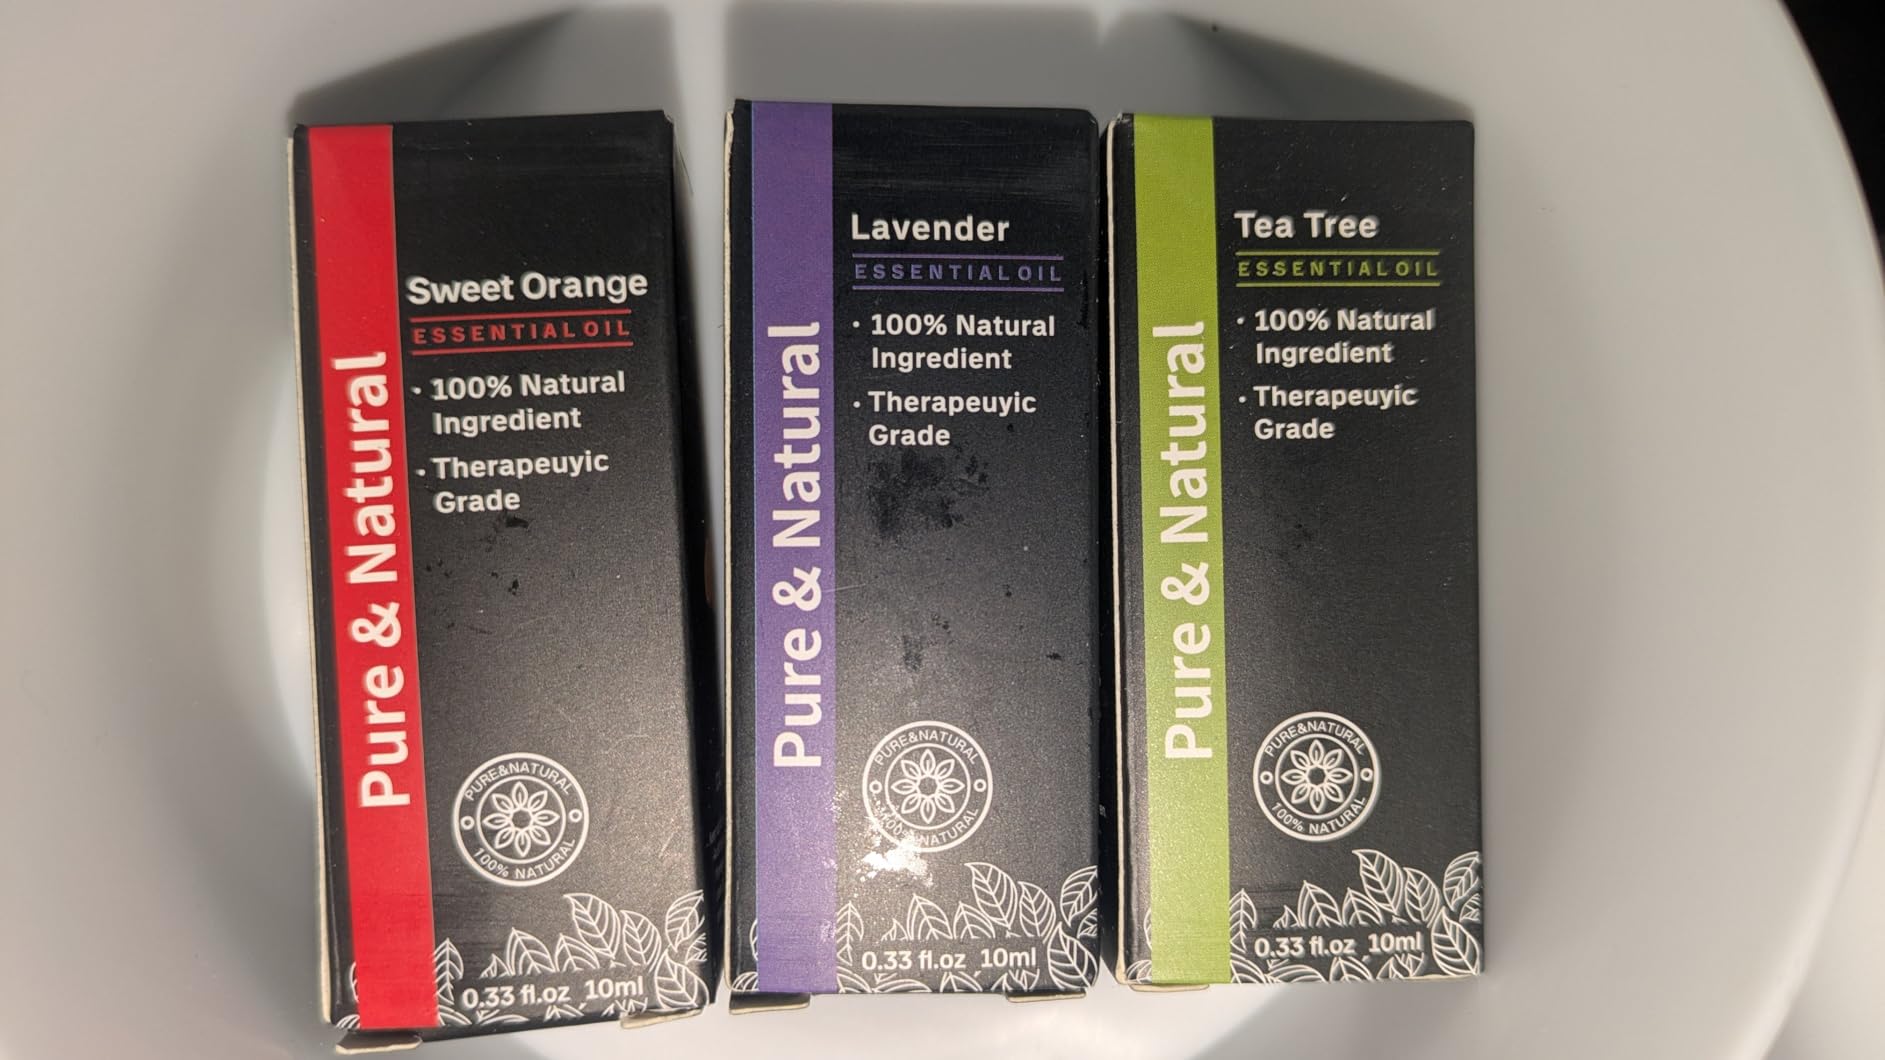 Pure & Natural
Sweet Orange
ESSENTIAL OIL
• 100% Natural
Ingredient
• Therapeuyic
Grade
PURE&NATURAL
100% NATURAL
0.33 fl.oz 10ml
Pure & Natural
Lavender
ESSENTIAL OIL
• 100% Natural
Ingredient
• Therapeuyic
Grade
PURE&NATURAL
100% NATURAL
0.33 fl.oz 10ml
Pure & Natural
Tea Tree
ESSENTIAL OIL
• 100% Natural
Ingredient
• Therapeuyic
Grade
PURE&NATURAL
100% NATURAL
0.33 fl.oz 10ml